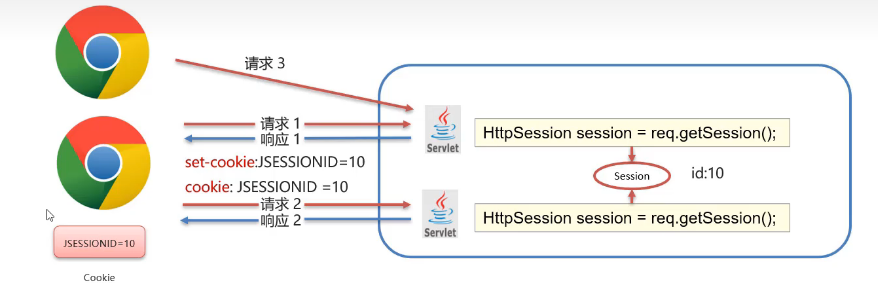 请求 3
请求 1
响应 1
Servlet
HttpSession session = req.getSession();
set-cookie:JSESSIONID=10
Session
id:10
cookie: JSESSIONID =10
请求 2
响应 2
Servlet
HttpSession session = req.getSession();
JSESSIONID=10
Cookie